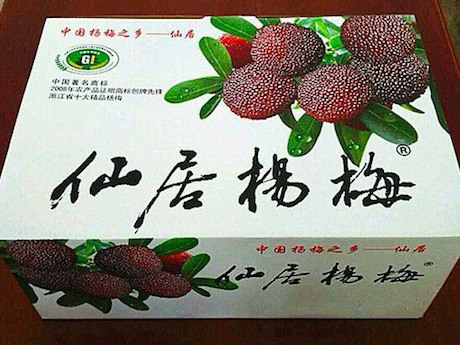 中国杨梅之乡——仙居
GI
中国著名商标
2008年农产品证明商标创牌先锋
浙江省十大精品杨梅
仙居杨梅®
中国杨梅之乡——仙居
仙居杨梅®